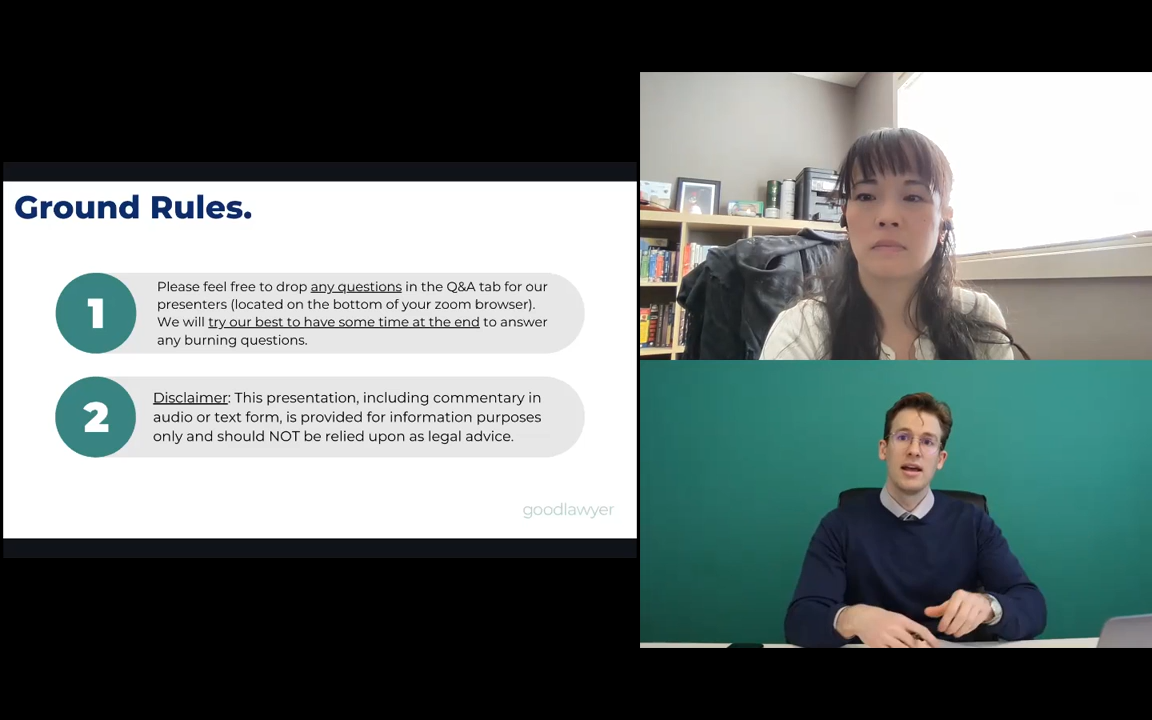 Ground Rules.
1
Please feel free to drop any questions in the Q&A tab for our
presenters (located on the bottom of your zoom browser).
We will try our best to have some time at the end to answer
any burning questions.
2
Disclaimer: This presentation, including commentary in
audio or text form, is provided for information purposes
only and should NOT be relied upon as legal advice.
goodlawyer